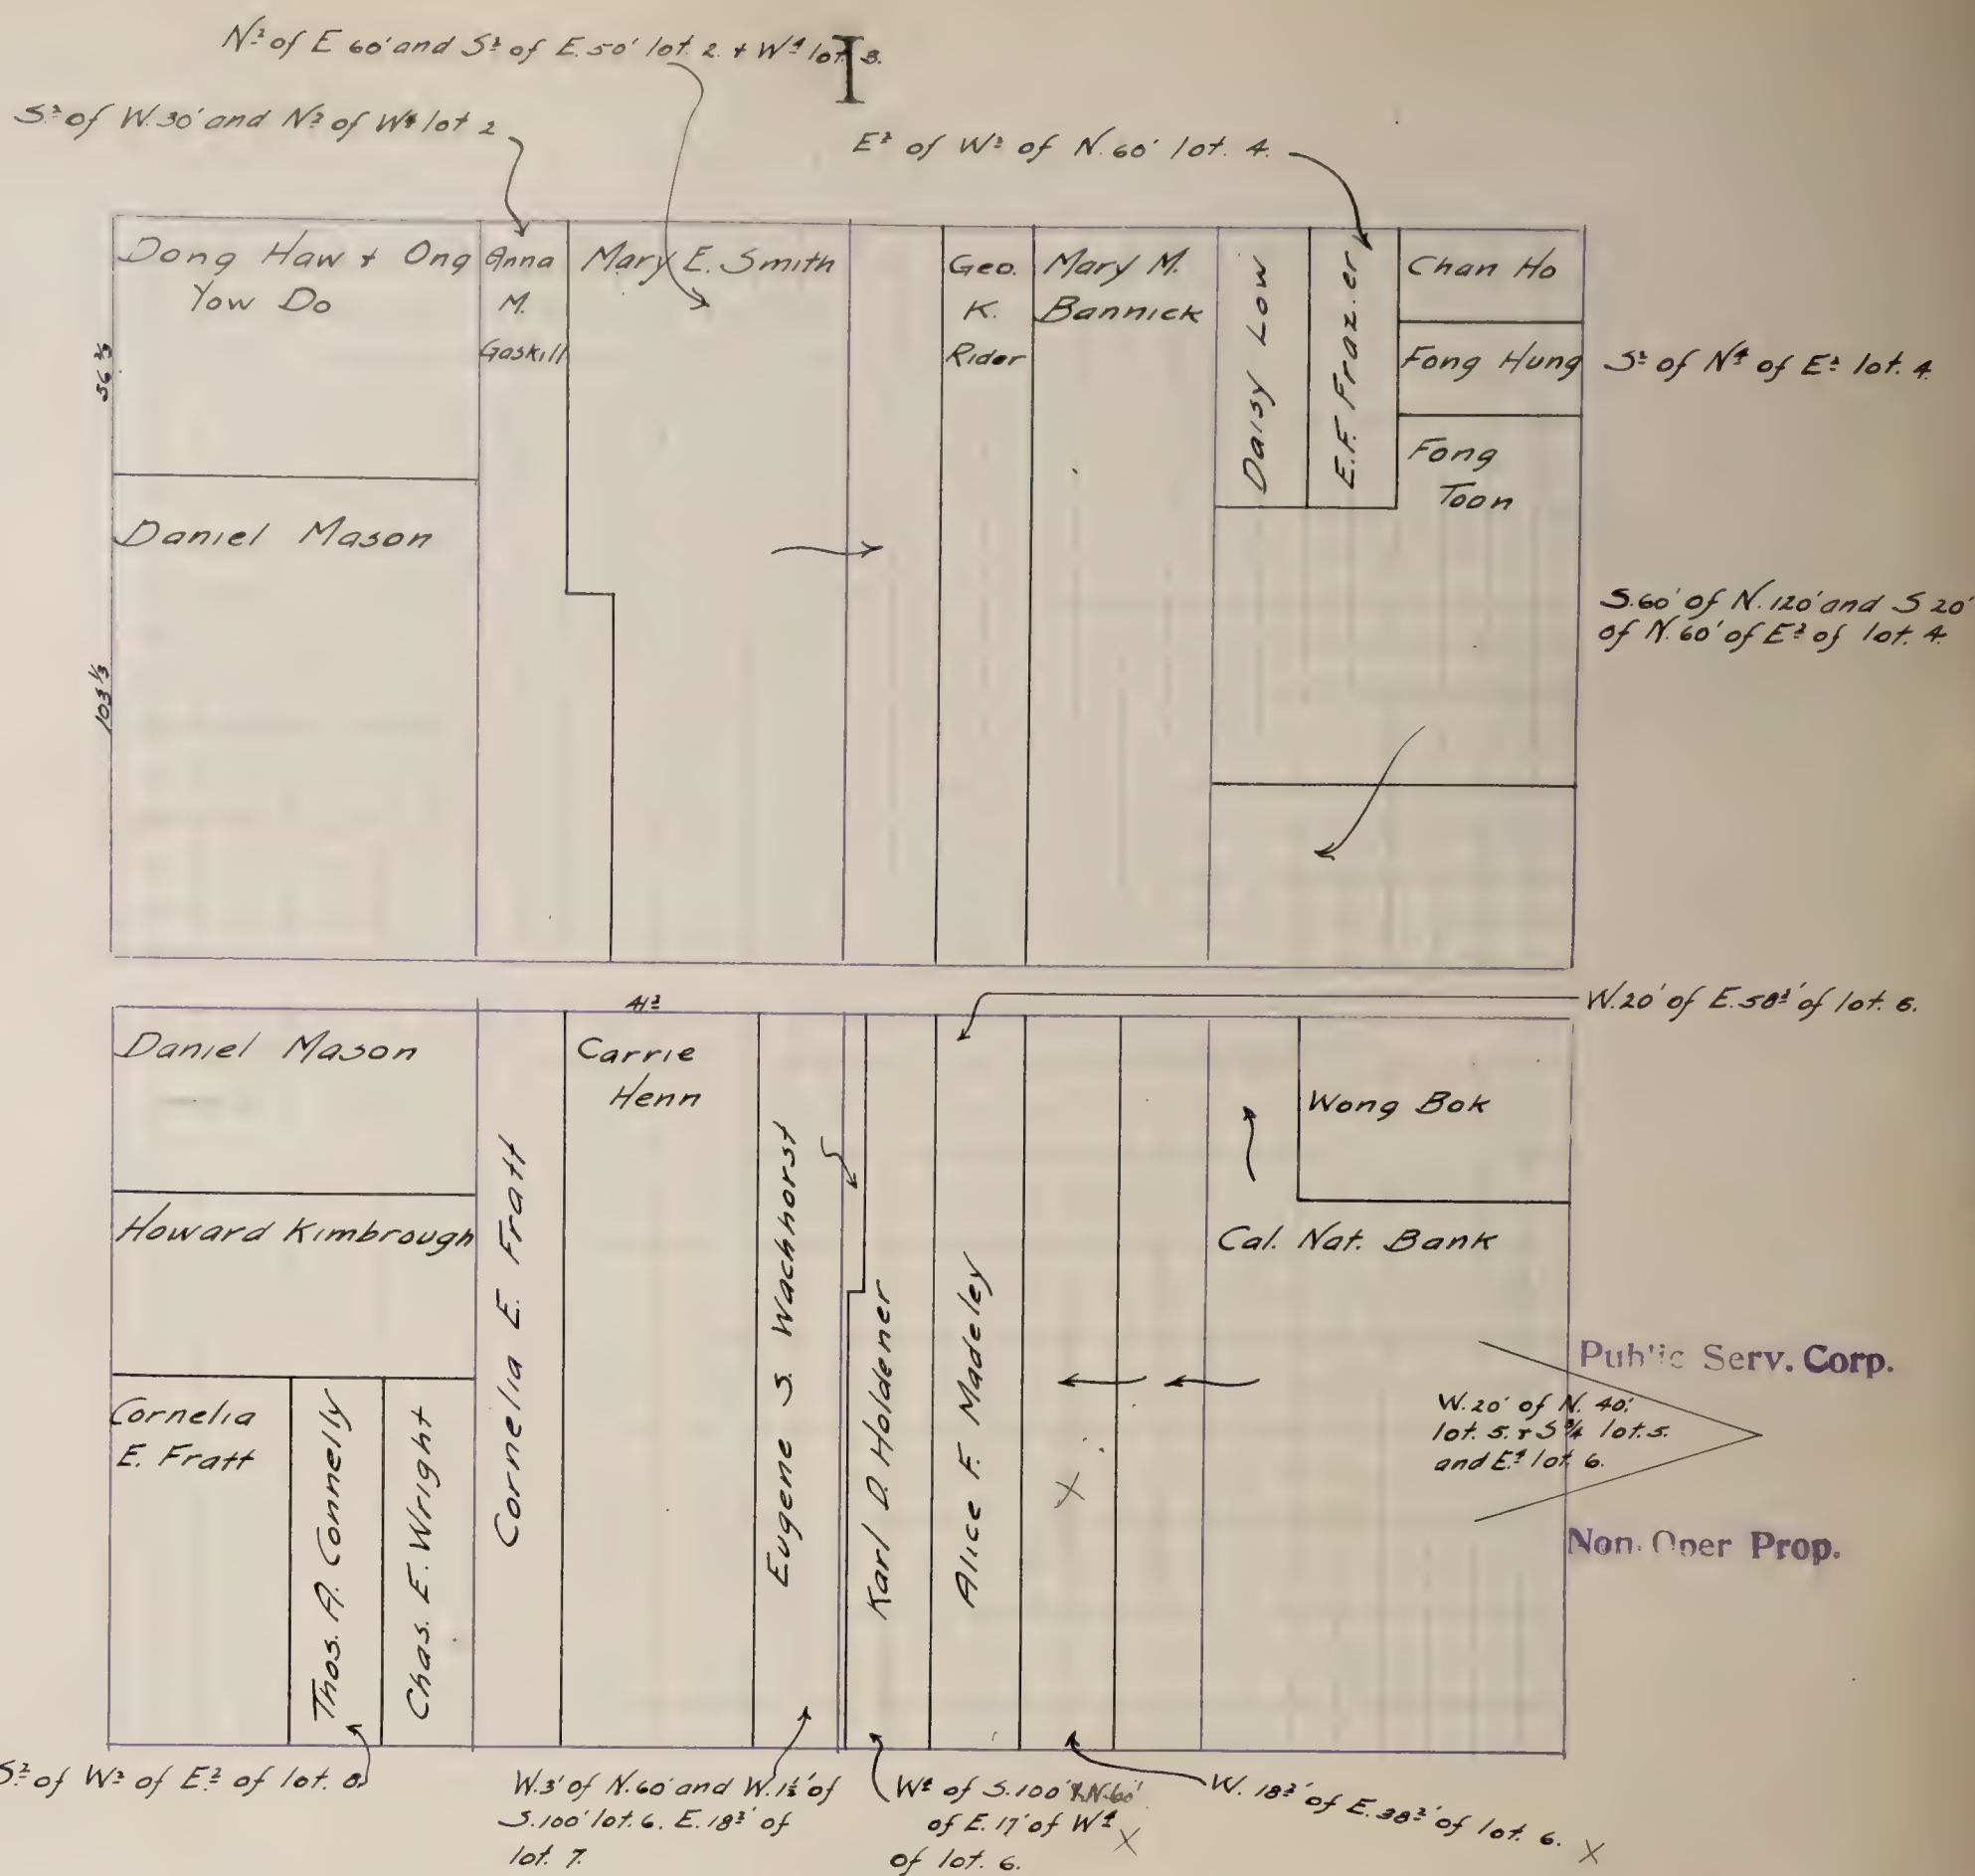 I
N½ of E 60' and S½ of E. 50' lot. 2. + W¼ lot 3.
S½ of W. 30' and N½ of W¼ lot 2
E½ of W½ of N. 60' lot. 4.
Dong Haw + Ong
Yow Do
Anna
M.
Gaskill
Mary E. Smith
Geo.
K.
Rider
Mary M.
Bannick
Daisy Low
E.F. Frazier
Chan Ho
Fong Hung
S½ of N¼ of E½ lot. 4.
Fong
Toon
56⅔
Daniel Mason
S. 60' of N. 120' and S 20'
of N. 60' of E½ of lot. 4.
103⅓
41½
W. 20' of E. 58½' of lot. 6.
Daniel Mason
Howard Kimbrough
Cornelia
E. Fratt
Thos. A. Connelly
Chas. E. Wright
Cornelia E. Fratt
Carrie
Henn
Eugene S. Wachhorst
Karl D. Holdener
Alice F. Madeley
X
Wong Bok
Cal. Nat. Bank
Public Serv. Corp.
W. 20' of N. 40'
lot. 5. + S¾ lot. 5.
and E¼ lot. 6.
Non. Oper Prop.
S½ of W½ of E½ of lot. 8.
W. 3' of N. 60' and W. 1½' of
S. 100' lot. 6. E. 18½' of
lot. 7.
W¼ of S. 100' & N. 60'
of E. 17' of W¼ X
of lot. 6.
W. 18½' of E. 38½' of lot. 6. X